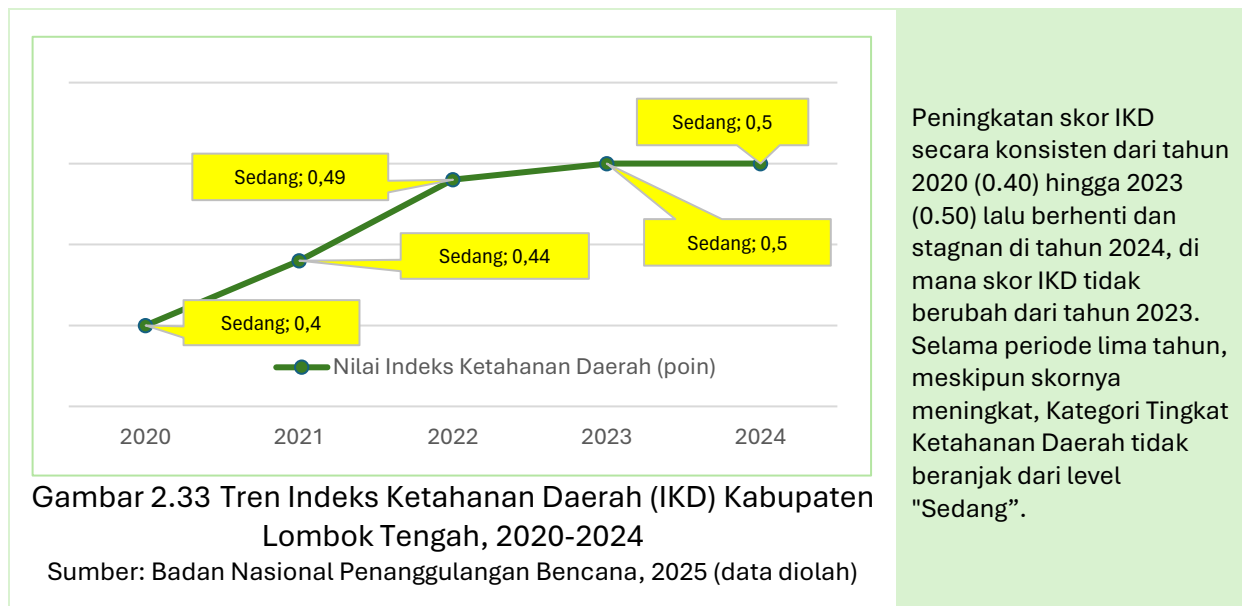 Sedang; 0,5
Sedang; 0,49
Sedang; 0,44
Sedang; 0,5
Sedang; 0,4
Nilai Indeks Ketahanan Daerah (poin)
2020 2021 2022 2023 2024
Gambar 2.33 Tren Indeks Ketahanan Daerah (IKD) Kabupaten
Lombok Tengah, 2020-2024
Sumber: Badan Nasional Penanggulangan Bencana, 2025 (data diolah)
Peningkatan skor IKD
secara konsisten dari tahun
2020 (0.40) hingga 2023
(0.50) lalu berhenti dan
stagnan di tahun 2024, di
mana skor IKD tidak
berubah dari tahun 2023.
Selama periode lima tahun,
meskipun skornya
meningkat, Kategori Tingkat
Ketahanan Daerah tidak
beranjak dari level
"Sedang”.